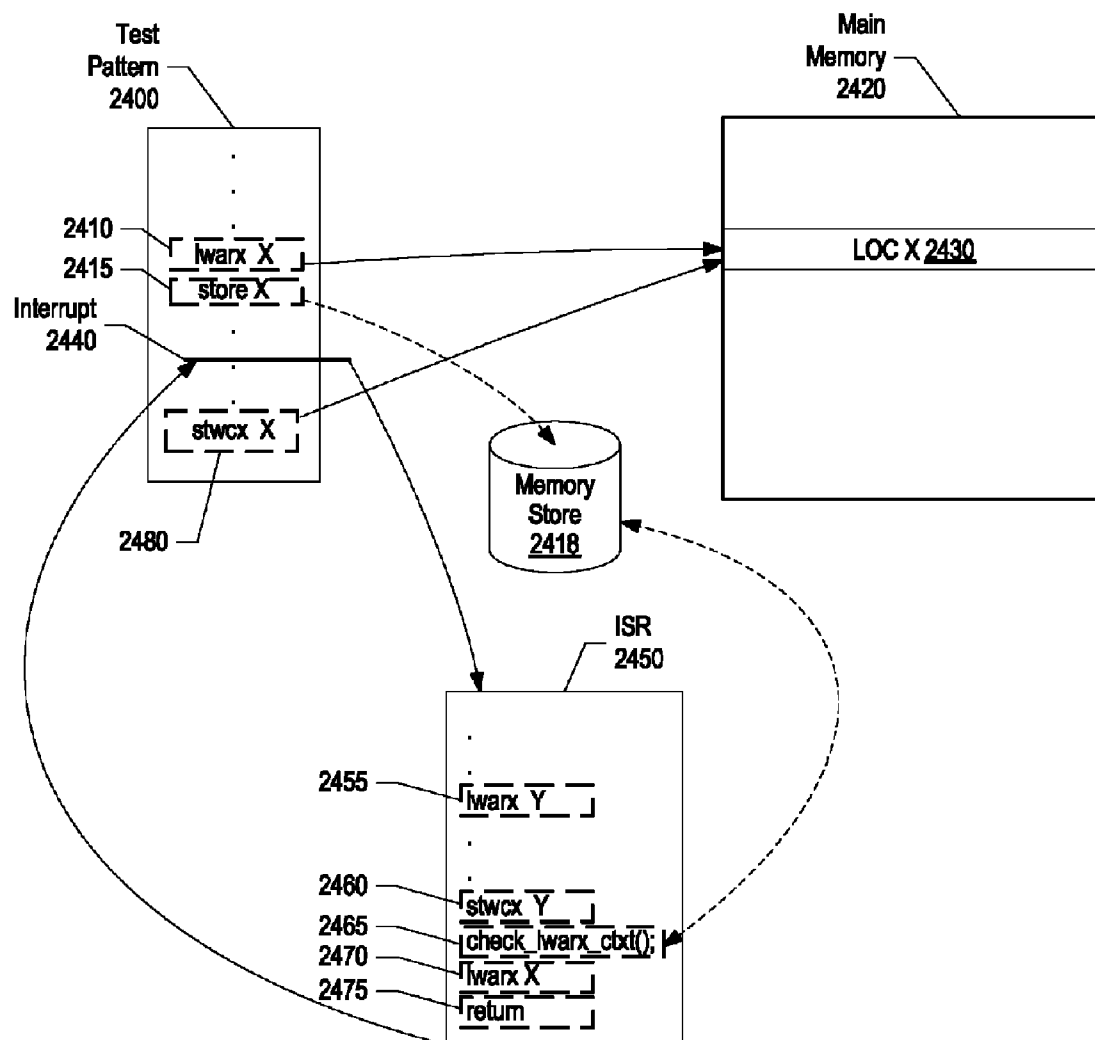 Test
Pattern
2400
Main
Memory
2420
2410
lwarx X
LOC X 2430
2415
store X
Interrupt
2440
stwcx X
2480
Memory
Store
2418
ISR
2450
2455
lwarx Y
2460
stwcx Y
2465
check_lwarx_ctxt();
2470
lwarx X
2475
return